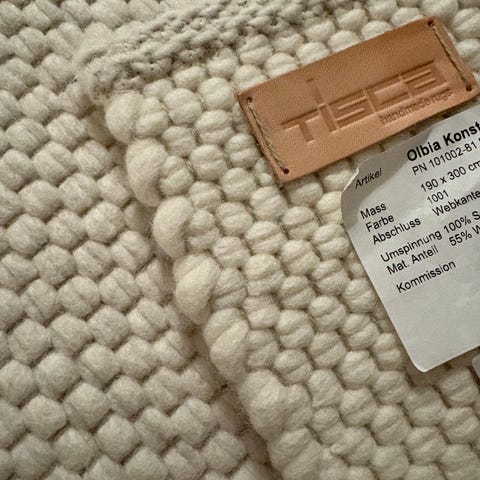 TISCA
handmade rugs
Olbia Konst
PN 101002-81
Artikel
Mass 190 x 300 cm
Farbe 1001
Abschluss Webkante
Umspinnung 100% S
Mat. Anteil 55% W
Kommission